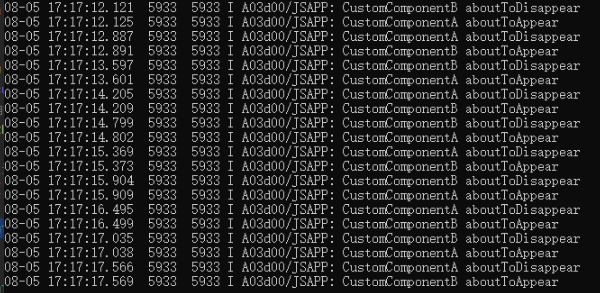 08-05 17:17:12.121  5933  5933 I A03d00/JSAPP: CustomComponentB aboutToDisappear
08-05 17:17:12.125  5933  5933 I A03d00/JSAPP: CustomComponentA aboutToAppear
08-05 17:17:12.887  5933  5933 I A03d00/JSAPP: CustomComponentA aboutToDisappear
08-05 17:17:12.891  5933  5933 I A03d00/JSAPP: CustomComponentB aboutToAppear
08-05 17:17:13.597  5933  5933 I A03d00/JSAPP: CustomComponentB aboutToDisappear
08-05 17:17:13.601  5933  5933 I A03d00/JSAPP: CustomComponentA aboutToAppear
08-05 17:17:14.205  5933  5933 I A03d00/JSAPP: CustomComponentA aboutToDisappear
08-05 17:17:14.209  5933  5933 I A03d00/JSAPP: CustomComponentB aboutToAppear
08-05 17:17:14.799  5933  5933 I A03d00/JSAPP: CustomComponentB aboutToDisappear
08-05 17:17:14.802  5933  5933 I A03d00/JSAPP: CustomComponentA aboutToAppear
08-05 17:17:15.369  5933  5933 I A03d00/JSAPP: CustomComponentA aboutToDisappear
08-05 17:17:15.373  5933  5933 I A03d00/JSAPP: CustomComponentB aboutToAppear
08-05 17:17:15.904  5933  5933 I A03d00/JSAPP: CustomComponentB aboutToDisappear
08-05 17:17:15.909  5933  5933 I A03d00/JSAPP: CustomComponentA aboutToAppear
08-05 17:17:16.495  5933  5933 I A03d00/JSAPP: CustomComponentA aboutToDisappear
08-05 17:17:16.499  5933  5933 I A03d00/JSAPP: CustomComponentB aboutToAppear
08-05 17:17:17.035  5933  5933 I A03d00/JSAPP: CustomComponentB aboutToDisappear
08-05 17:17:17.038  5933  5933 I A03d00/JSAPP: CustomComponentA aboutToAppear
08-05 17:17:17.566  5933  5933 I A03d00/JSAPP: CustomComponentA aboutToDisappear
08-05 17:17:17.569  5933  5933 I A03d00/JSAPP: CustomComponentB aboutToAppear